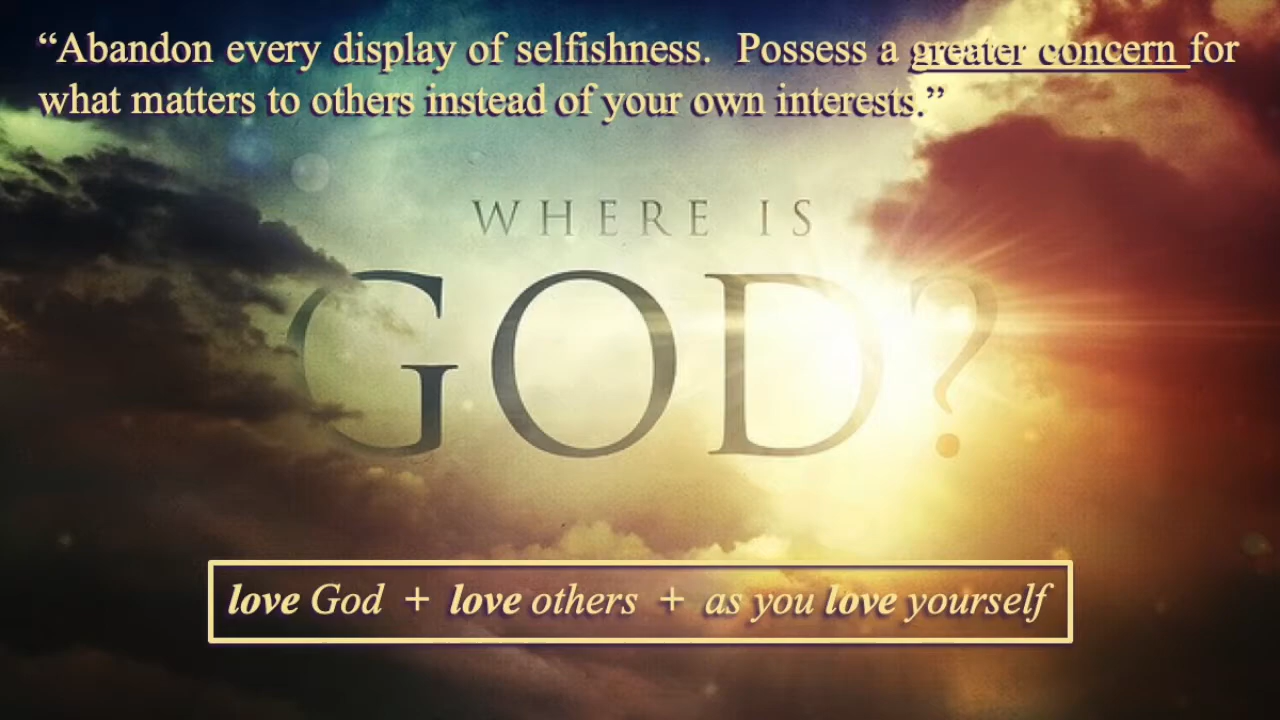 “Abandon every display of selfishness.  Possess a greater concern for
what matters to others instead of your own interests.”
WHERE IS
GOD?
love God + love others + as you love yourself